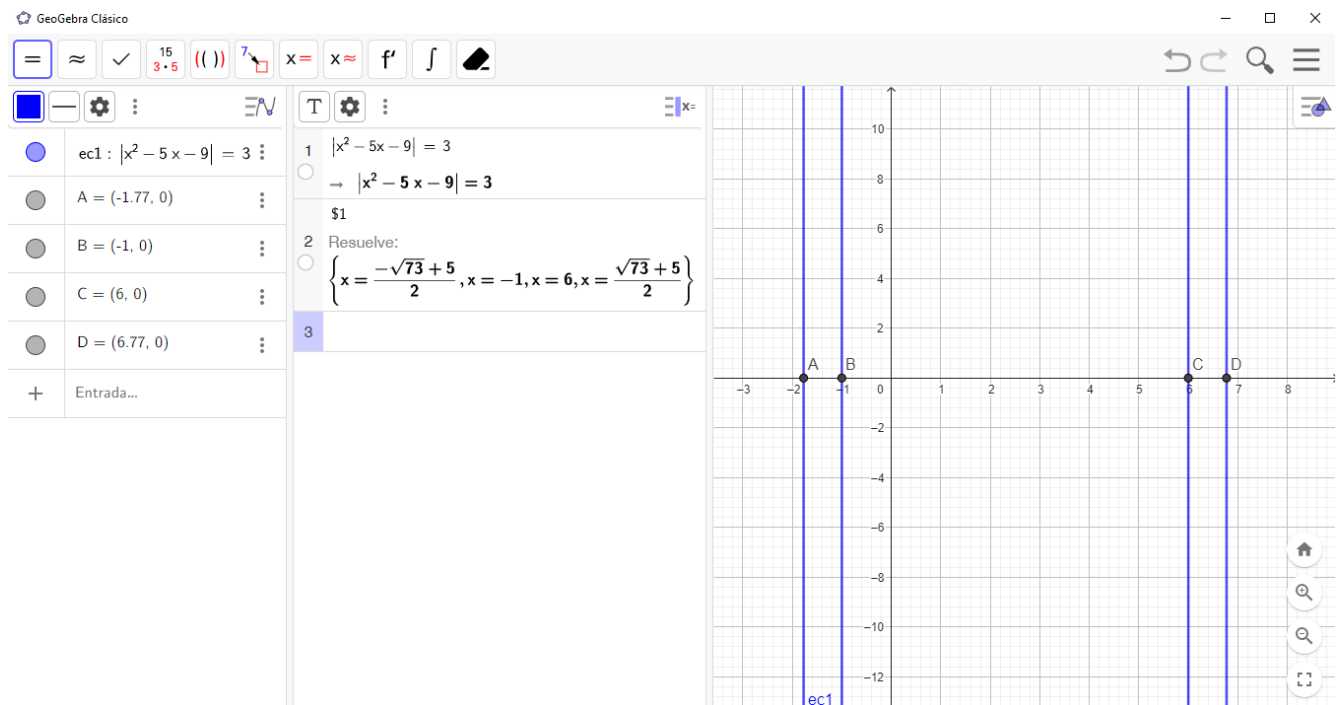 GeoGebra Clásico
= ≈ ✓ 15 3·5 (( )) 7 x= x≈ f′ ∫
T x=
ec1 : |x² – 5 x – 9| = 3
A = (-1.77, 0)
B = (-1, 0)
C = (6, 0)
D = (6.77, 0)
+ Entrada...
1 |x² – 5x – 9| = 3
→ |x² – 5 x – 9| = 3
$1
2 Resuelve:
{x = (–√73 + 5)/2 , x = –1, x = 6, x = (√73 + 5)/2}
3
10
8
6
4
2
A B C D
–3 –2 –1 0 1 2 3 4 5 6 7 8
–2
–4
–6
–8
–10
–12
ec1